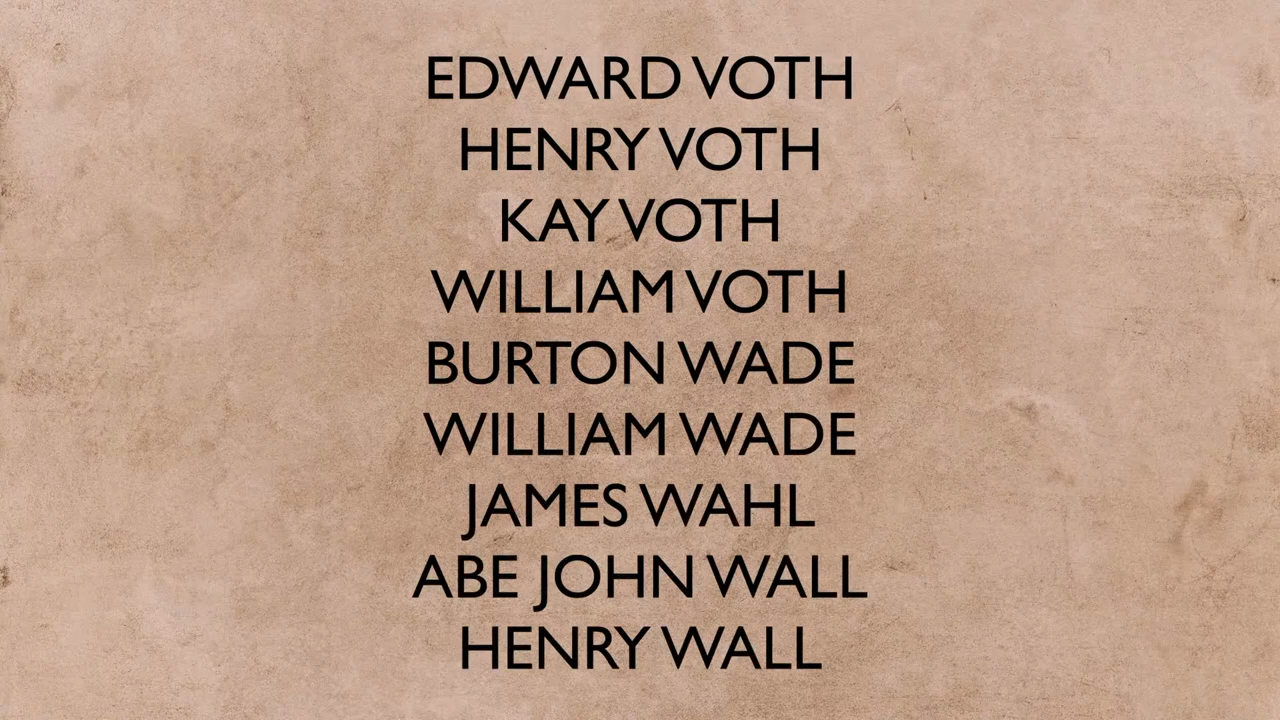 EDWARD VOTH
HENRY VOTH
KAY VOTH
WILLIAM VOTH
BURTON WADE
WILLIAM WADE
JAMES WAHL
ABE JOHN WALL
HENRY WALL